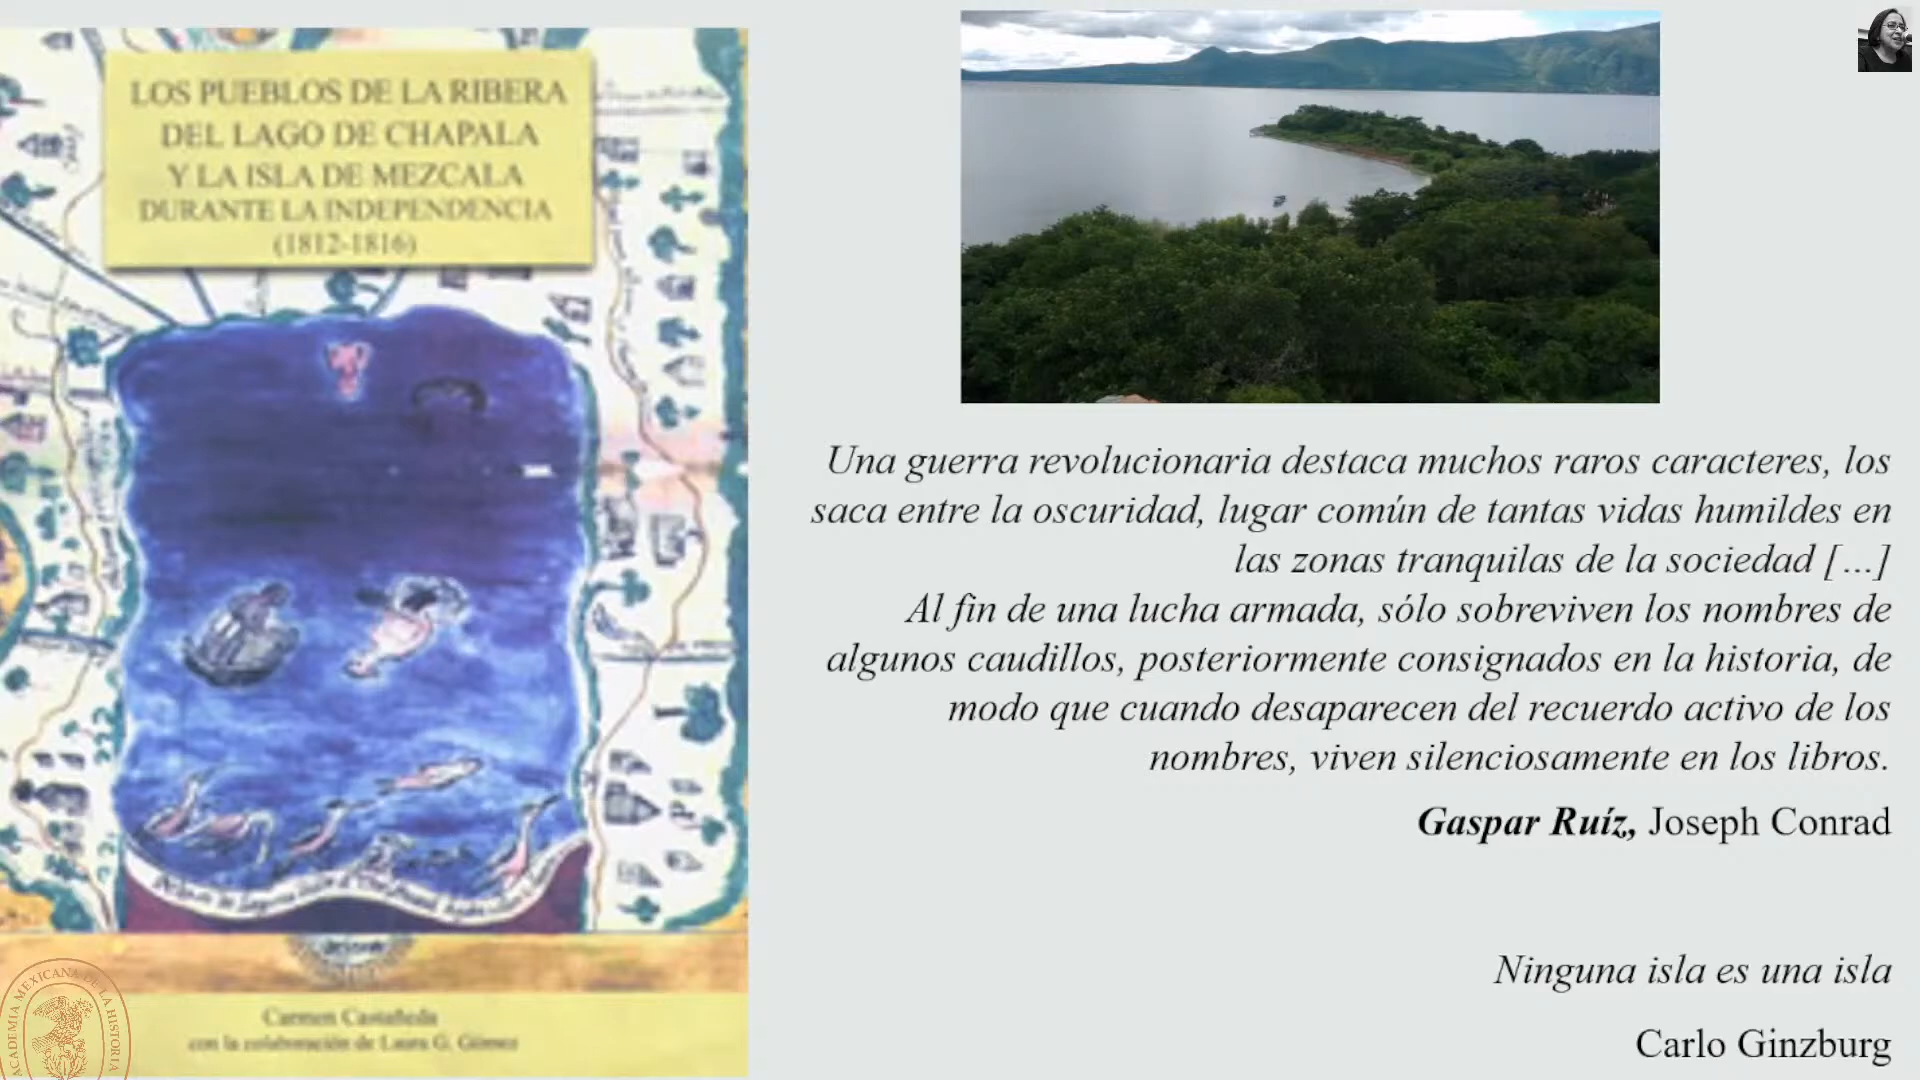 LOS PUEBLOS DE LA RIBERA
DEL LAGO DE CHAPALA
Y LA ISLA DE MEZCALA
DURANTE LA INDEPENDENCIA
(1812-1816)
Carmen Castañeda
con la colaboración de Laura G. Gómez
ACADEMIA MEXICANA DE LA HISTORIA
Una guerra revolucionaria destaca muchos raros caracteres, los
saca entre la oscuridad, lugar común de tantas vidas humildes en
las zonas tranquilas de la sociedad [...]
Al fin de una lucha armada, sólo sobreviven los nombres de
algunos caudillos, posteriormente consignados en la historia, de
modo que cuando desaparecen del recuerdo activo de los
nombres, viven silenciosamente en los libros.
Gaspar Ruíz, Joseph Conrad
Ninguna isla es una isla
Carlo Ginzburg